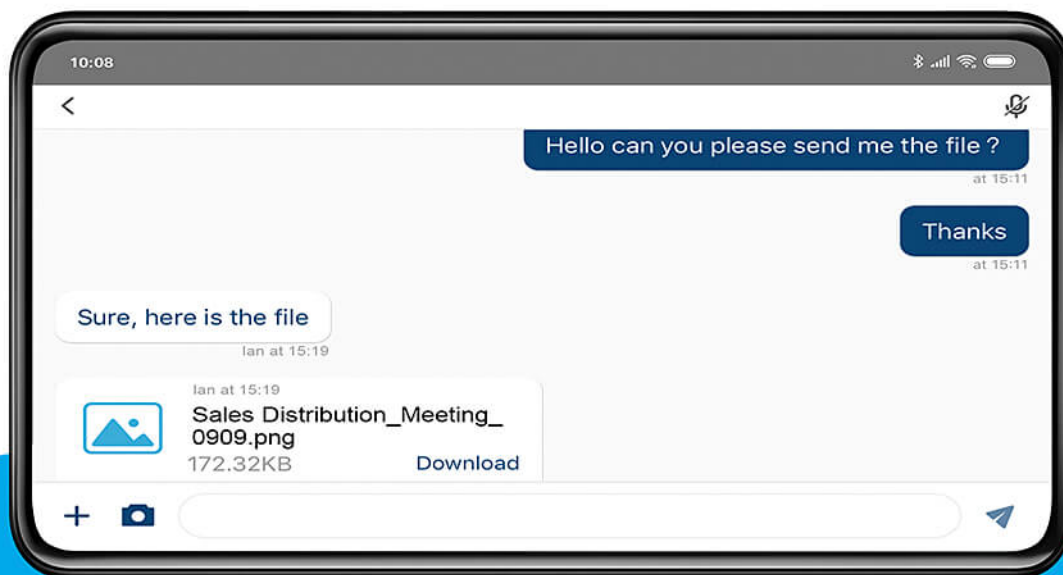 10:08
Hello can you please send me the file ?
at 15:11
Thanks
at 15:11
Sure, here is the file
Ian at 15:19
Ian at 15:19
Sales Distribution_Meeting_
0909.png
172.32KB
Download